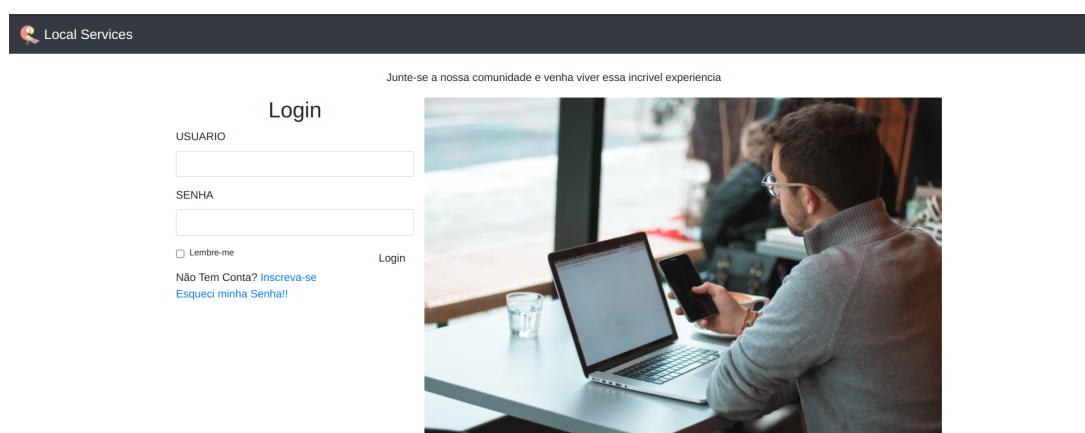 Local Services
Junte-se a nossa comunidade e venha viver essa incrivel experiencia
Login
USUARIO
SENHA
Lembre-me
Login
Não Tem Conta? Inscreva-se
Esqueci minha Senha!!